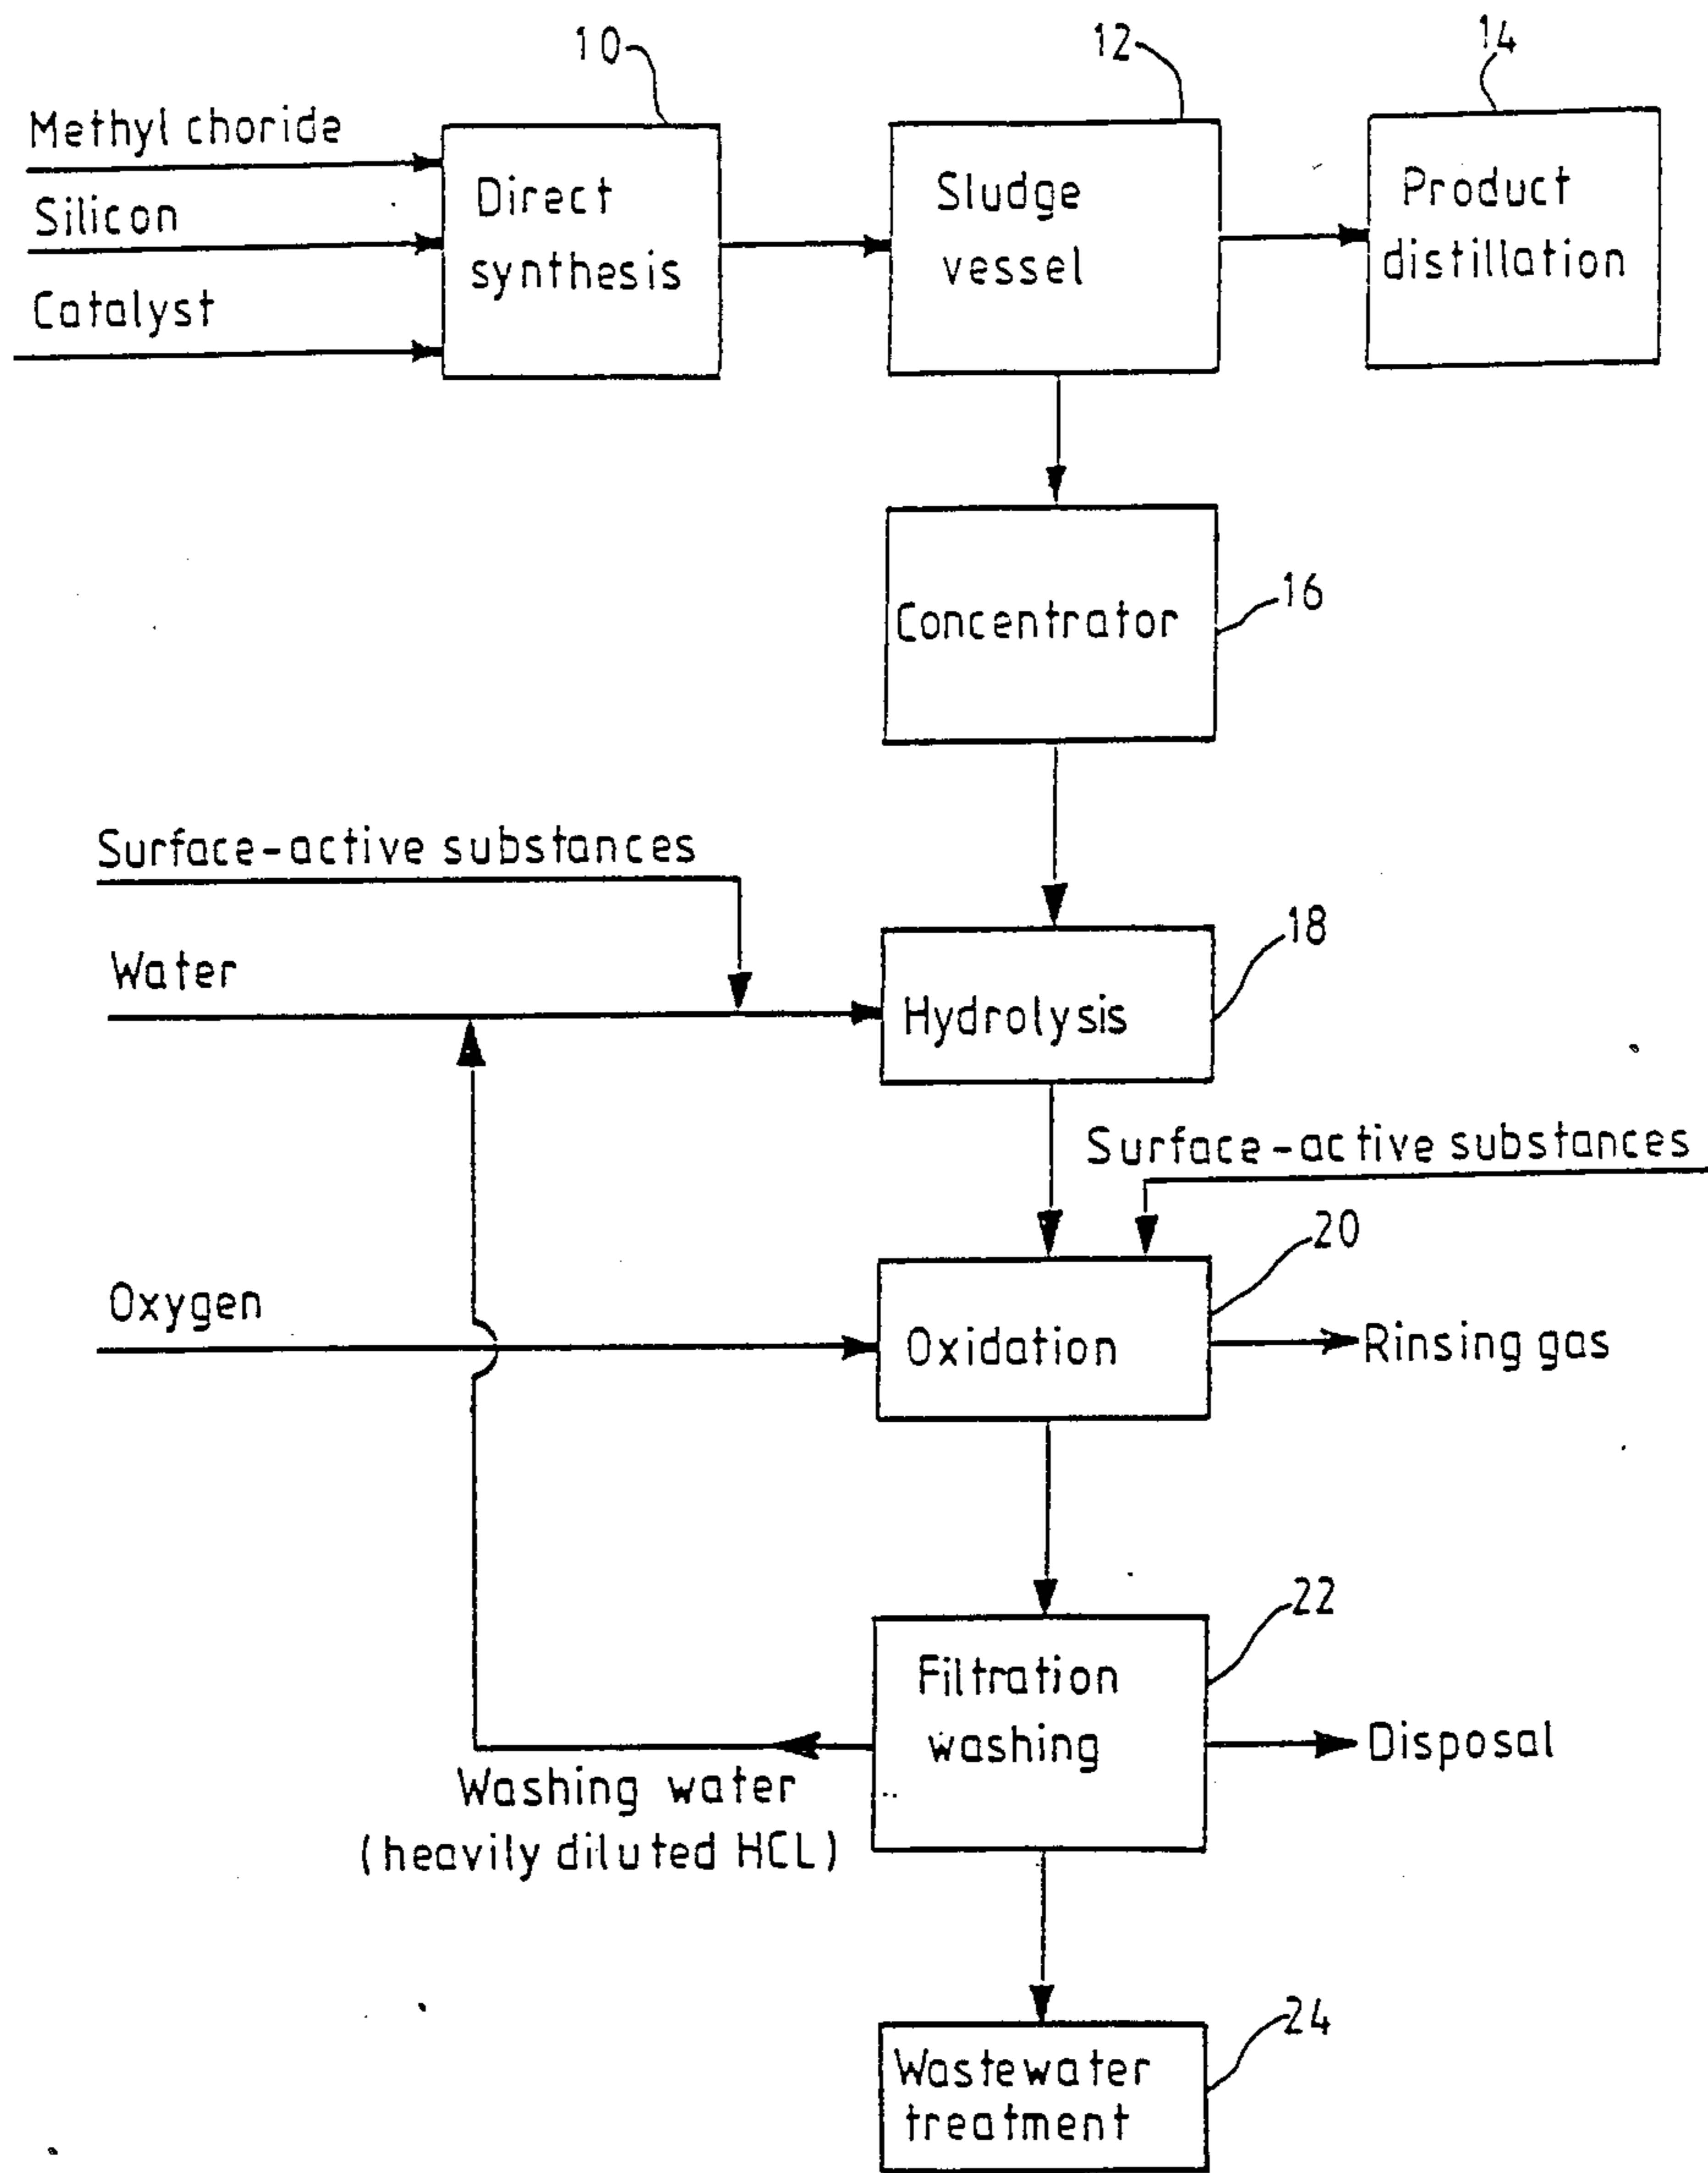 10
12
14
Methyl choride
Silicon
Catalyst
Direct
synthesis
Sludge
vessel
Product
distillation
Concentrator
16
Surface-active substances
Water
Hydrolysis
18
Surface-active substances
Oxygen
Oxidation
20
Rinsing gas
Filtration
washing
22
Disposal
Washing water
(heavily diluted HCL)
Wastewater
treatment
24